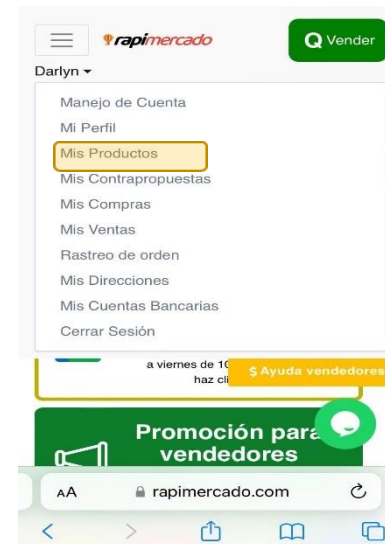 rapimercado
Q Vender
Darlyn
Manejo de Cuenta
Mi Perfil
Mis Productos
Mis Contrapropuestas
Mis Compras
Mis Ventas
Rastreo de orden
Mis Direcciones
Mis Cuentas Bancarias
Cerrar Sesión
a viernes de 10
haz cli
$ Ayuda vendedores
Promoción para
vendedores
AA rapimercado.com